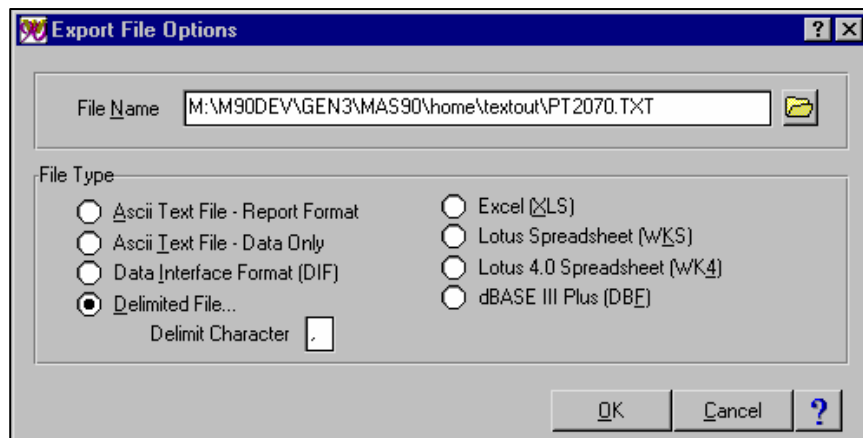 Export File Options
File Name M:\M90DEV\GEN3\MAS90\home\textout\PT2070.TXT
File Type
Ascii Text File - Report Format
Ascii Text File - Data Only
Data Interface Format (DIF)
Delimited File...
Delimit Character ,
Excel (XLS)
Lotus Spreadsheet (WKS)
Lotus 4.0 Spreadsheet (WK4)
dBASE III Plus (DBF)
OK Cancel ?